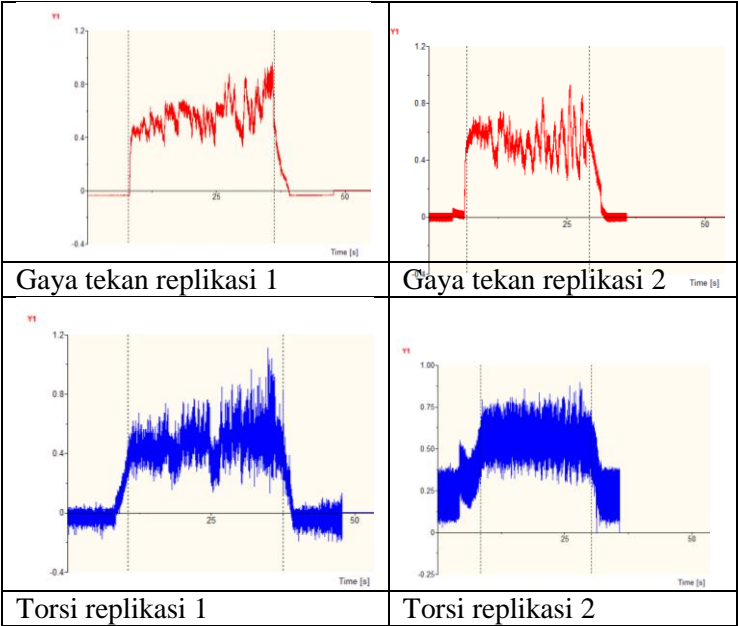 Y1
1.2
0.8
0.4
0
25
50
-0.4
Time [s]
Y1
1.2
0.8
0.4
0
25
50
-0.4
Time [s]
Gaya tekan replikasi 1
Gaya tekan replikasi 2
Y1
1.2
0.8
0.4
0
25
50
-0.4
Time [s]
Y1
1.00
0.75
0.50
0.25
0
25
50
-0.25
Time [s]
Torsi replikasi 1
Torsi replikasi 2